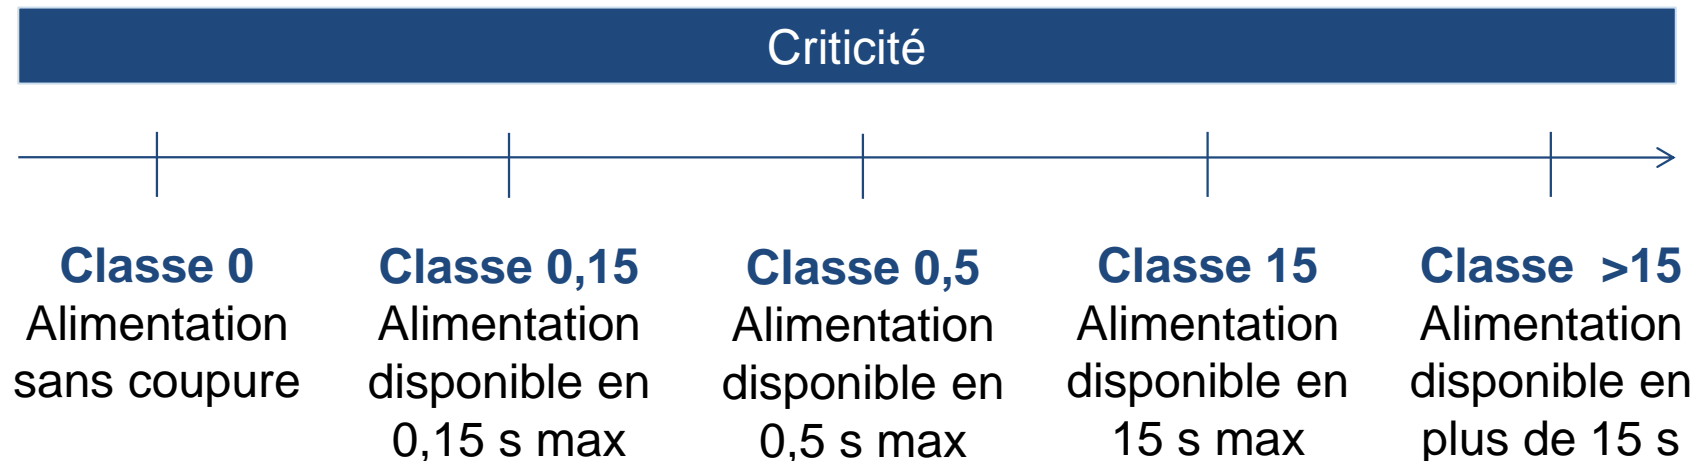 Criticité
Classe 0
Alimentation
sans coupure
Classe 0,15
Alimentation
disponible en
0,15 s max
Classe 0,5
Alimentation
disponible en
0,5 s max
Classe 15
Alimentation
disponible en
15 s max
Classe >15
Alimentation
disponible en
plus de 15 s